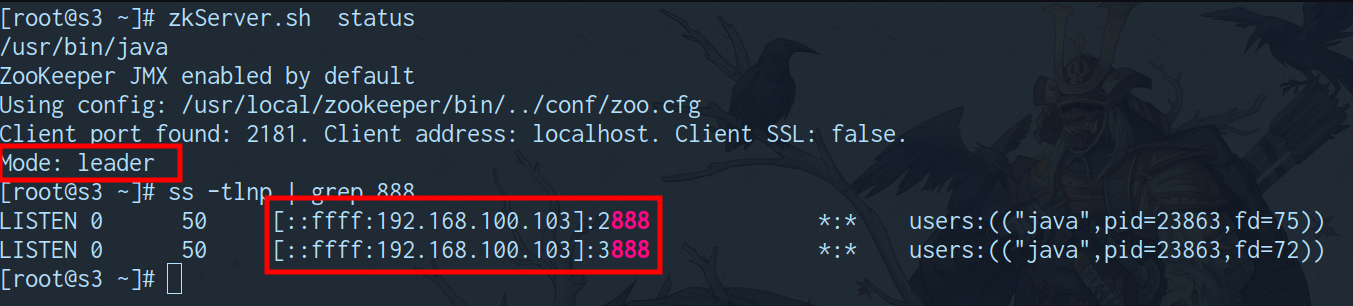 [root@s3 ~]# zkServer.sh  status
/usr/bin/java
ZooKeeper JMX enabled by default
Using config: /usr/local/zookeeper/bin/../conf/zoo.cfg
Client port found: 2181. Client address: localhost. Client SSL: false.
Mode: leader
[root@s3 ~]# ss -tlnp | grep 888
LISTEN 0      50     [::ffff:192.168.100.103]:2888             *:*    users:(("java",pid=23863,fd=75))
LISTEN 0      50     [::ffff:192.168.100.103]:3888             *:*    users:(("java",pid=23863,fd=72))
[root@s3 ~]#